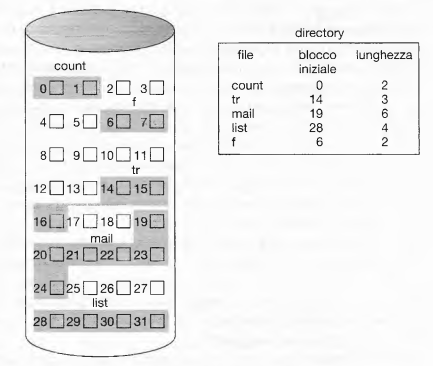 count
0 1 2 3
f
4 5 6 7
8 9 10 11
tr
12 13 14 15
16 17 18 19
mail
20 21 22 23
24 25 26 27
list
28 29 30 31
directory
file blocco iniziale lunghezza
count 0 2
tr 14 3
mail 19 6
list 28 4
f 6 2